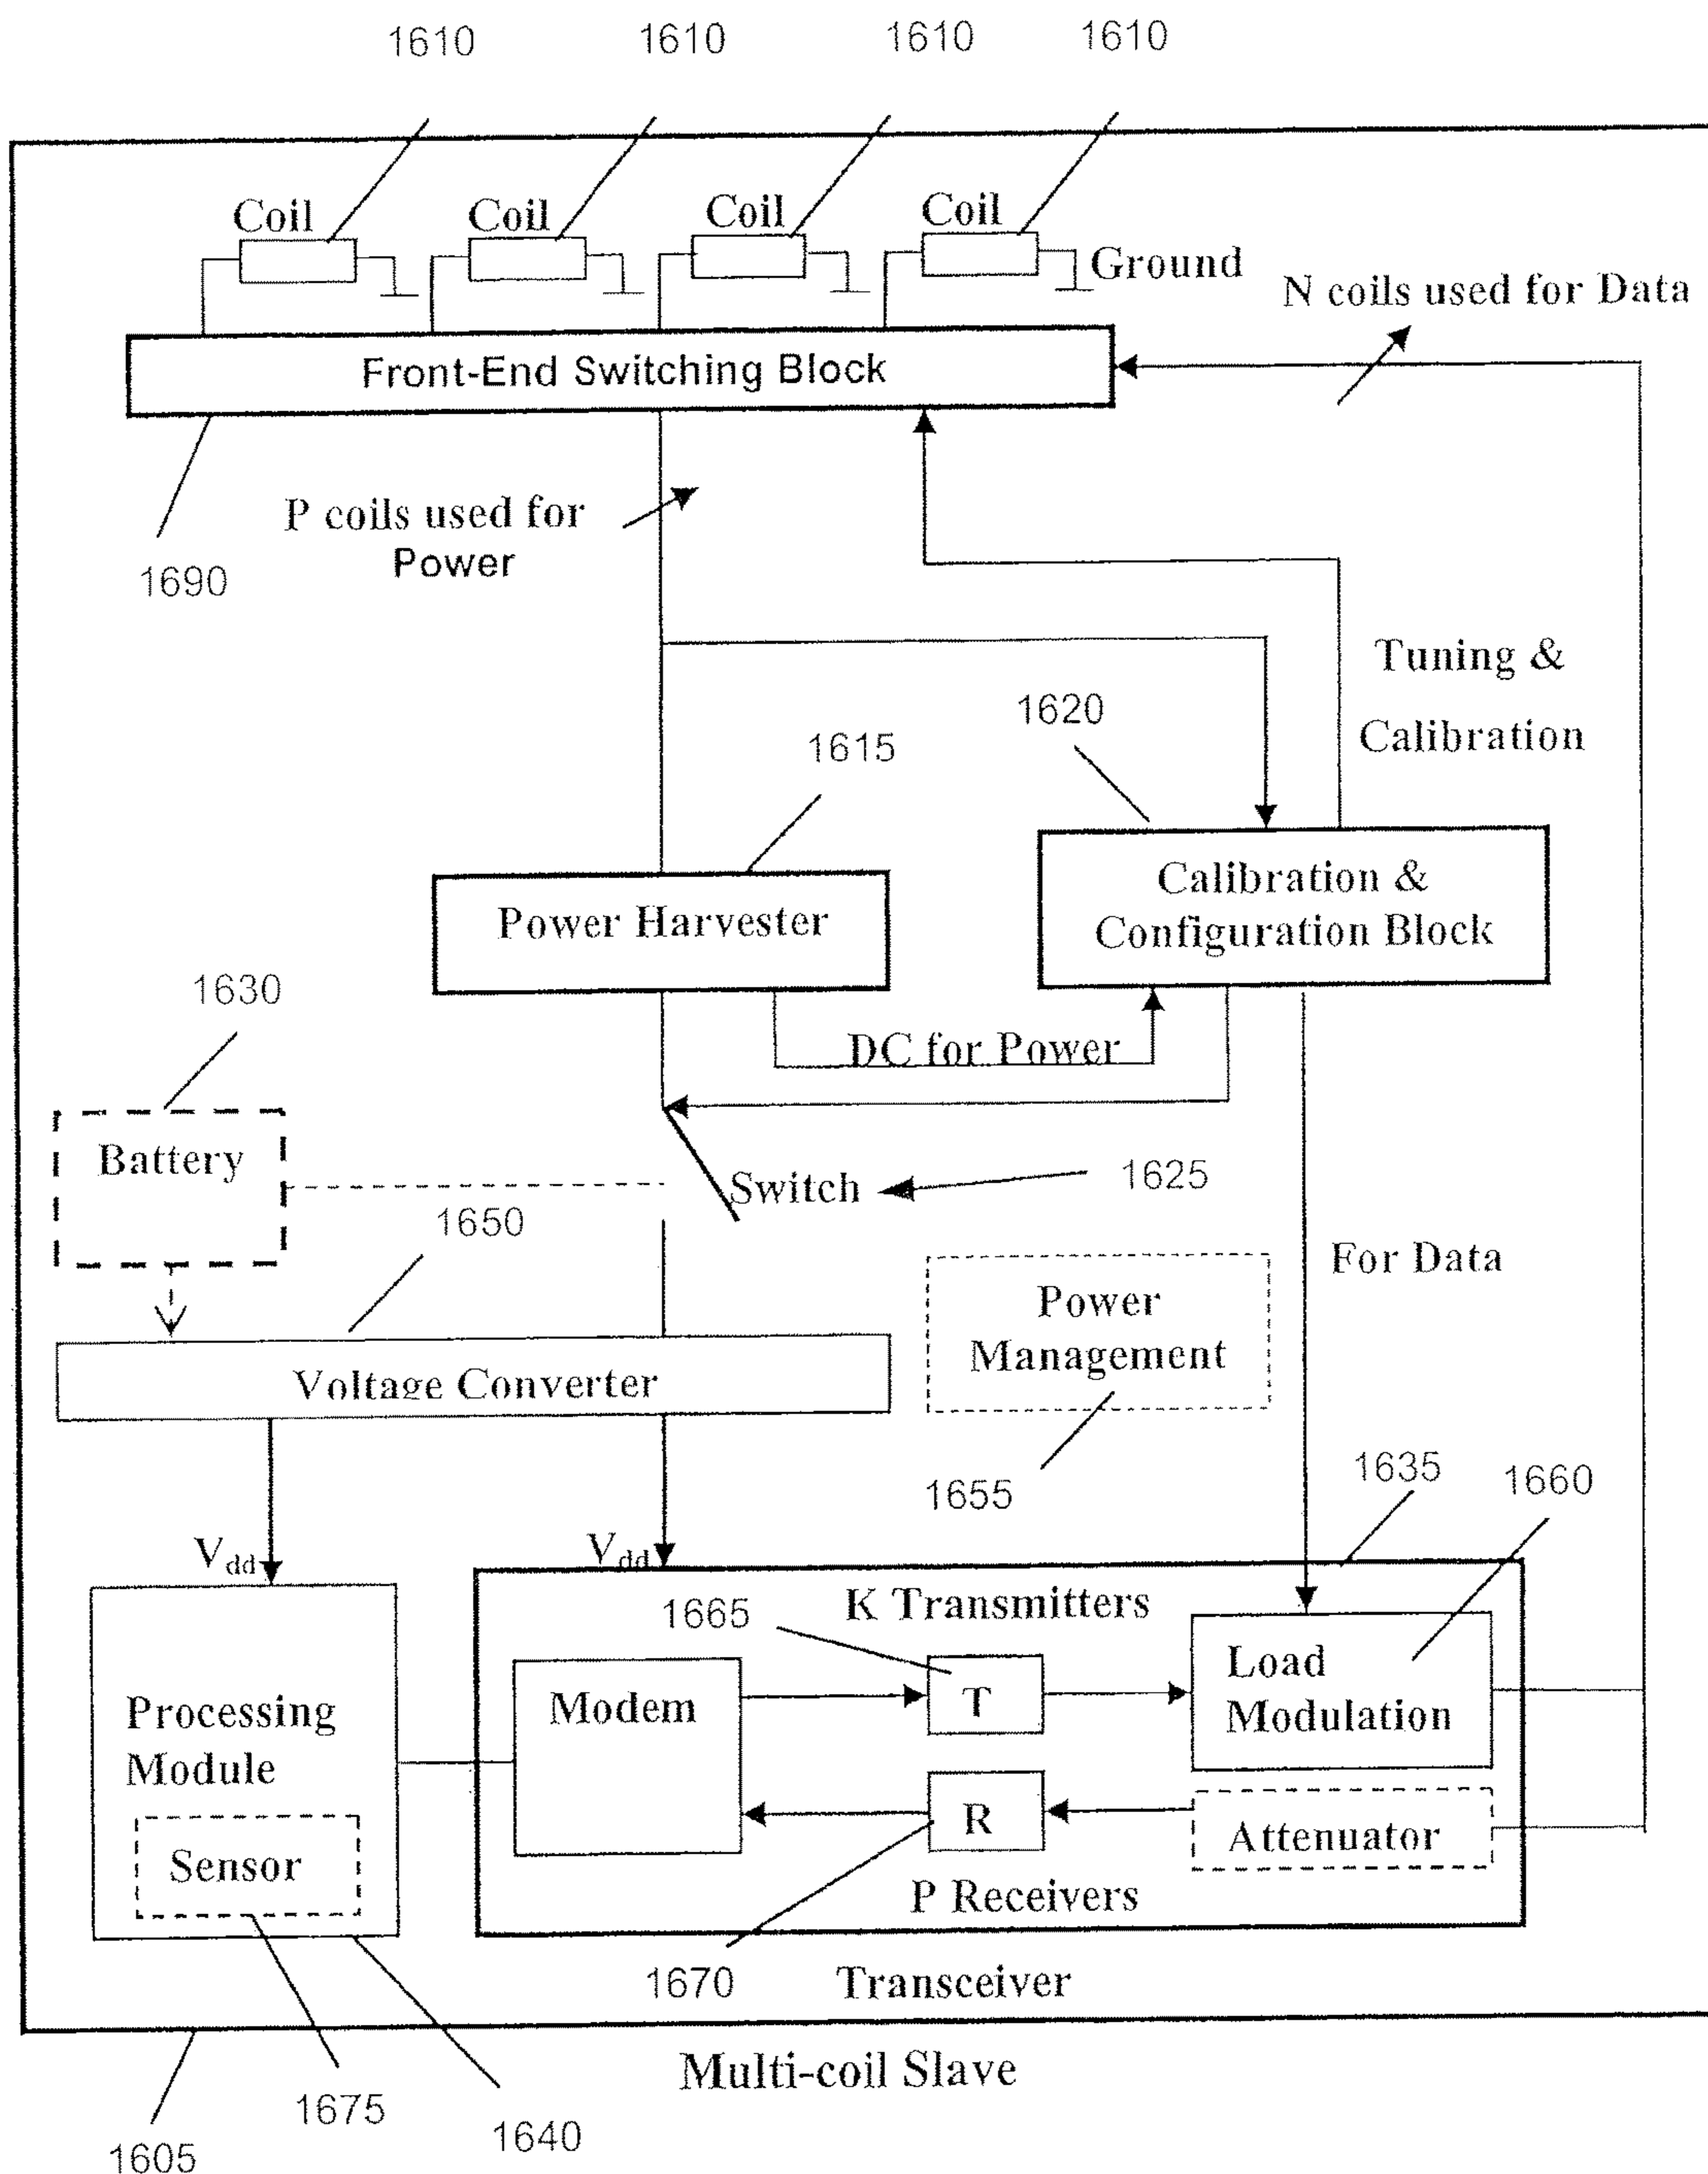 1610 1610 1610 1610
Coil Coil Coil Coil
Ground
N coils used for Data
Front-End Switching Block
P coils used for
Power
1690
Tuning &
Calibration
1620
1615
Calibration &
Configuration Block
Power Harvester
1630
DC for Power
Battery
Switch
1625
1650
For Data
Power
Management
Voltage Converter
1655
1635
1660
Vdd
Vdd
K Transmitters
1665
Load
Modulation
T
Modem
Processing
Module
R
Attenuator
Sensor
P Receivers
1670
Transceiver
Multi-coil Slave
1675
1640
1605